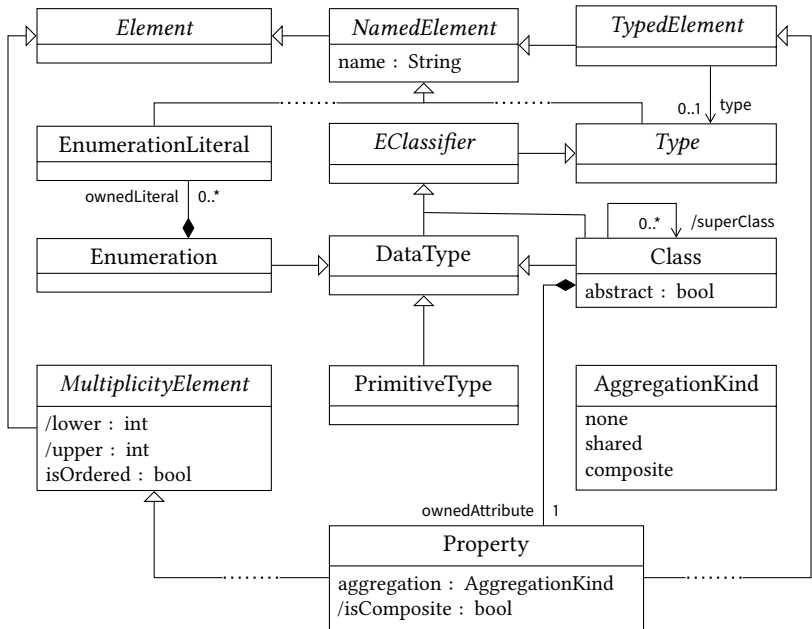 Element
NamedElement
TypedElement
name : String
0..1
type
EnumerationLiteral
EClassifier
Type
ownedLiteral
0..*
0..*
/superClass
Enumeration
DataType
Class
abstract : bool
MultiplicityElement
PrimitiveType
AggregationKind
/lower : int
/upper : int
isOrdered : bool
none
shared
composite
ownedAttribute
1
Property
aggregation : AggregationKind
/isComposite : bool